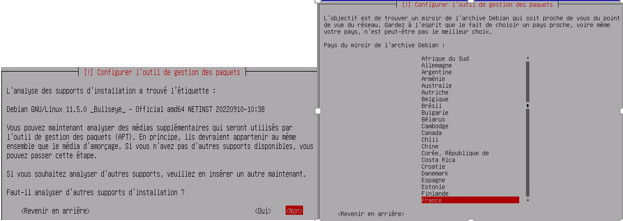 [!] Configurer l'outil de gestion des paquets
L'analyse des supports d'installation a trouvé l'étiquette :
Debian GNU/Linux 11.5.0 _Bullseye_ - Official amd64 NETINST 20220910-10:38
Vous pouvez maintenant analyser des médias supplémentaires qui seront utilisés par
l'outil de gestion des paquets (APT). En principe, ils devraient appartenir au même
ensemble que le média d'amorçage. Si vous n'avez pas d'autres supports disponibles, vous
pouvez passer cette étape.
Si vous souhaitez analyser d'autres supports, veuillez en insérer un autre maintenant.
Faut-il analyser d'autres supports d'installation ?
<Revenir en arrière>
<Oui>
<Non>
[!] Configurer l'outil de gestion des paquets
L'objectif est de trouver un miroir de l'archive Debian qui soit proche de vous du point
de vue du réseau. Gardez à l'esprit que le fait de choisir un pays proche, voire même
votre pays, n'est peut-être pas le meilleur choix.
Pays du miroir de l'archive Debian :
Afrique du Sud
Allemagne
Argentine
Arménie
Australie
Autriche
Belgique
Brésil
Bulgarie
Bélarus
Cambodge
Canada
Chili
Chine
Corée, République de
Costa Rica
Croatie
Danemark
Espagne
Estonie
Finlande
France
<Revenir en arrière>